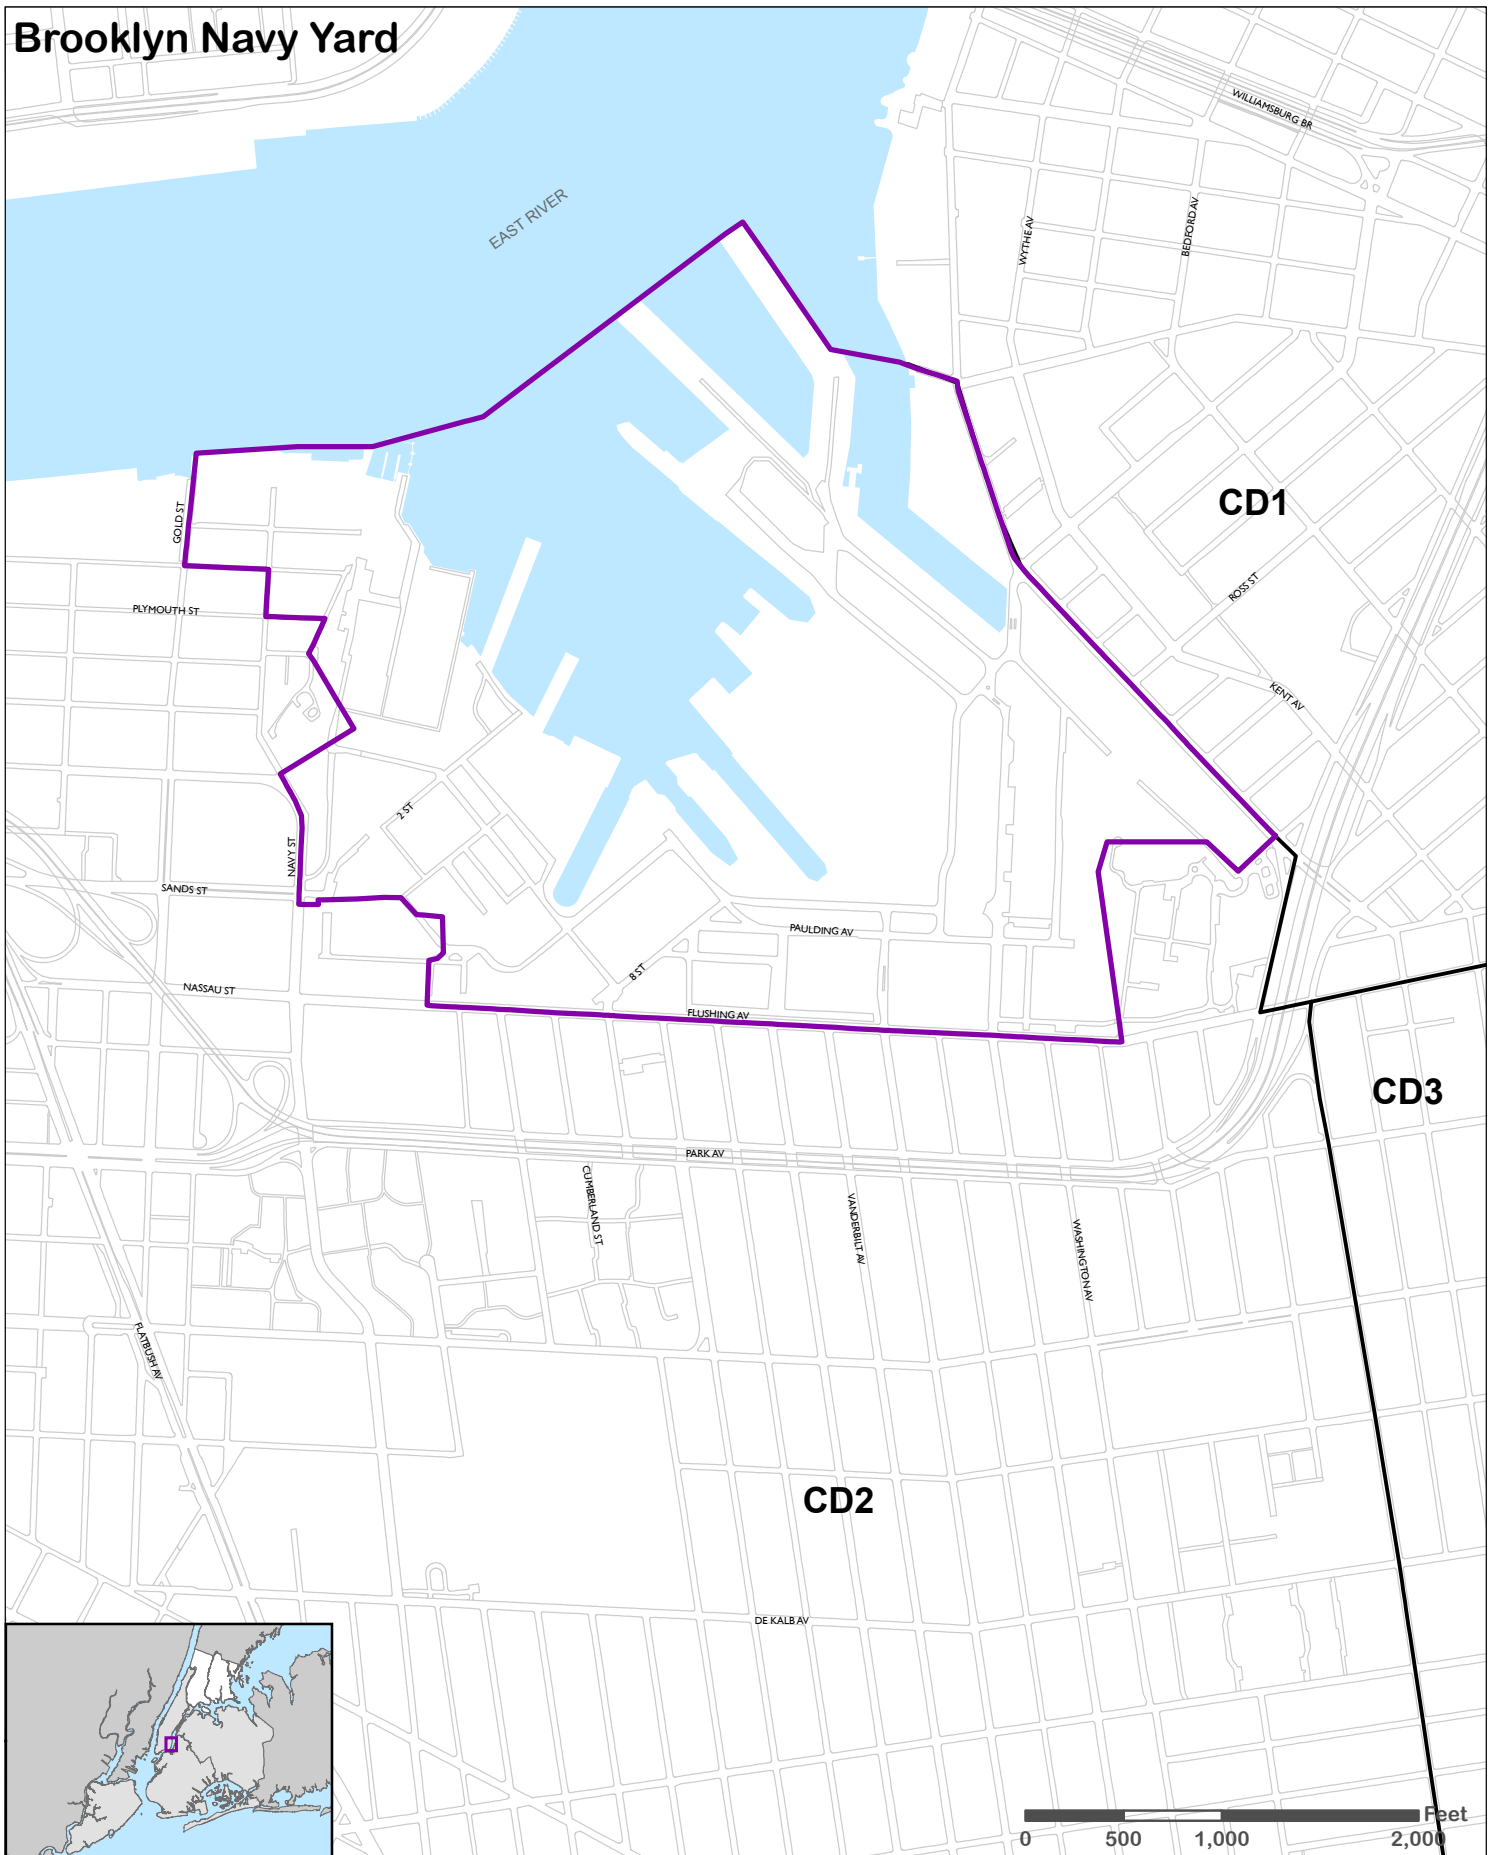 Brooklyn Navy Yard
WILLIAMSBURG BR
EAST RIVER
WYTHE AV
BEDFORD AV
CD1
GOLD ST
PLYMOUTH ST
ROSS ST
KENT AV
2 ST
NAVY ST
SANDS ST
PAULDING AV
8 ST
NASSAU ST
FLUSHING AV
CD3
PARK AV
CUMBERLAND ST
VANDERBILT AV
WASHINGTON AV
FLATBUSH AV
CD2
DE KALB AV
Feet
0 500 1,000 2,000